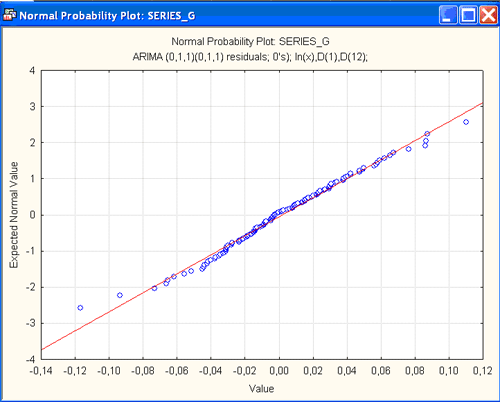 Normal Probability Plot: SERIES_G
Normal Probability Plot: SERIES_G
ARIMA (0,1,1)(0,1,1) residuals; 0's); ln(x),D(1),D(12);
4
3
2
1
0
-1
-2
-3
-4
Expected Normal Value
-0,14 -0,12 -0,10 -0,08 -0,06 -0,04 -0,02 0,00 0,02 0,04 0,06 0,08 0,10 0,12
Value